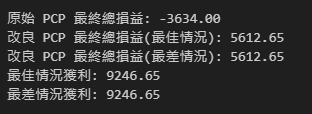 原始 PCP 最終總損益: -3634.00
改良 PCP 最終總損益(最佳情況): 5612.65
改良 PCP 最終總損益(最差情況): 5612.65
最佳情況獲利: 9246.65
最差情況獲利: 9246.65